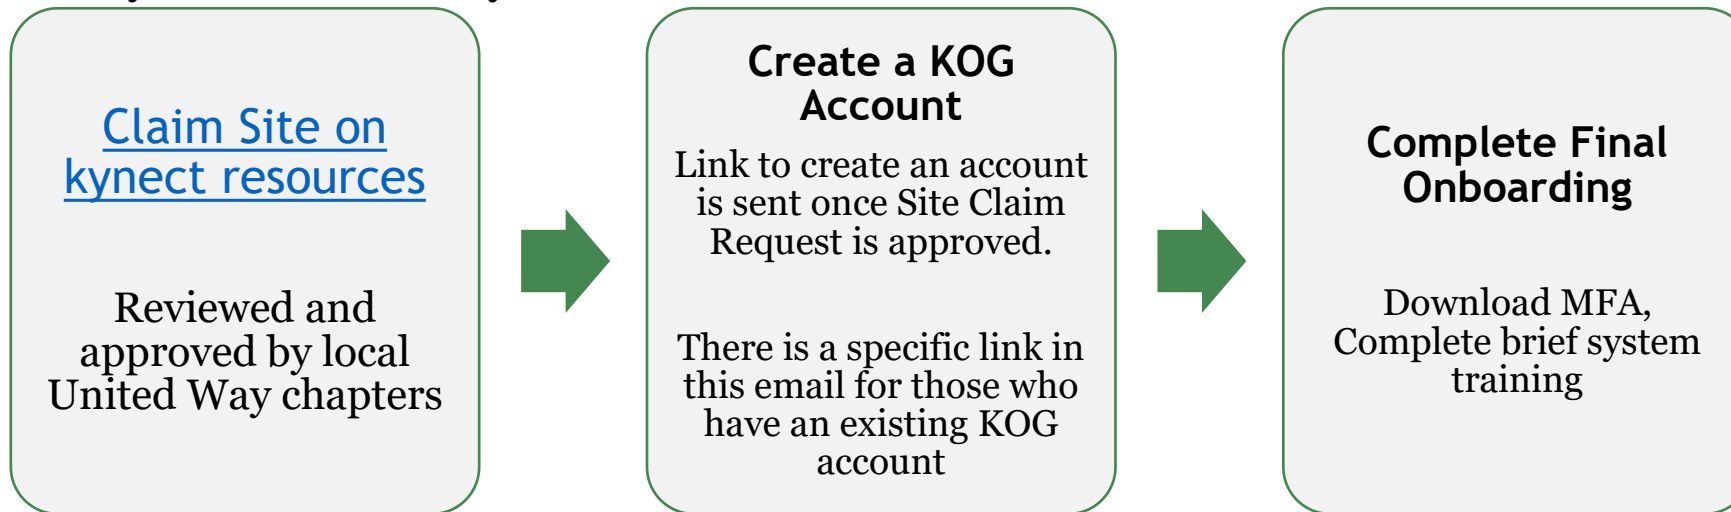 Claim Site on
kynect resources
Reviewed and
approved by local
United Way chapters
Create a KOG
Account
Link to create an account
is sent once Site Claim
Request is approved.
There is a specific link in
this email for those who
have an existing KOG
account
Complete Final
Onboarding
Download MFA,
Complete brief system
training